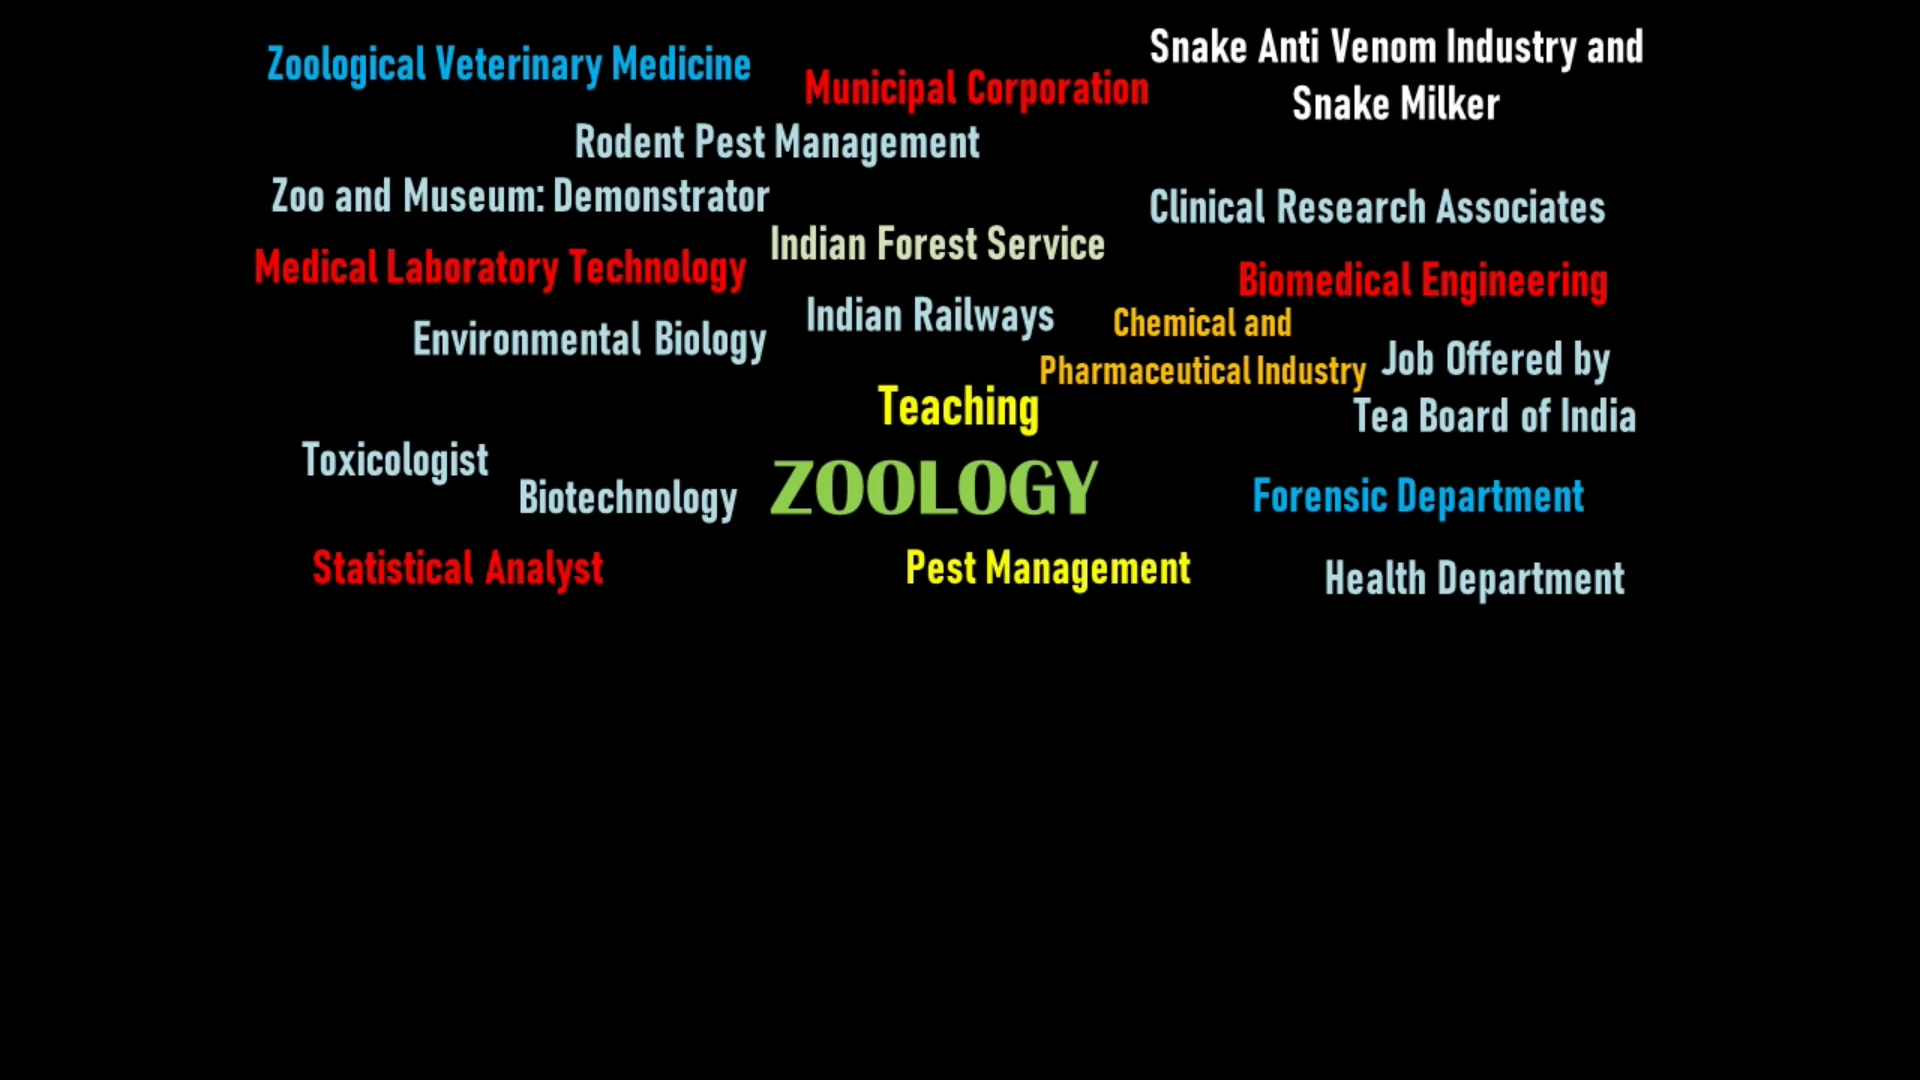 Zoological Veterinary Medicine
Municipal Corporation
Snake Anti Venom Industry and
Snake Milker
Rodent Pest Management
Zoo and Museum: Demonstrator
Clinical Research Associates
Indian Forest Service
Medical Laboratory Technology
Biomedical Engineering
Indian Railways
Environmental Biology
Chemical and
Pharmaceutical Industry
Job Offered by
Tea Board of India
Teaching
Toxicologist
Biotechnology
ZOOLOGY
Forensic Department
Statistical Analyst
Pest Management
Health Department